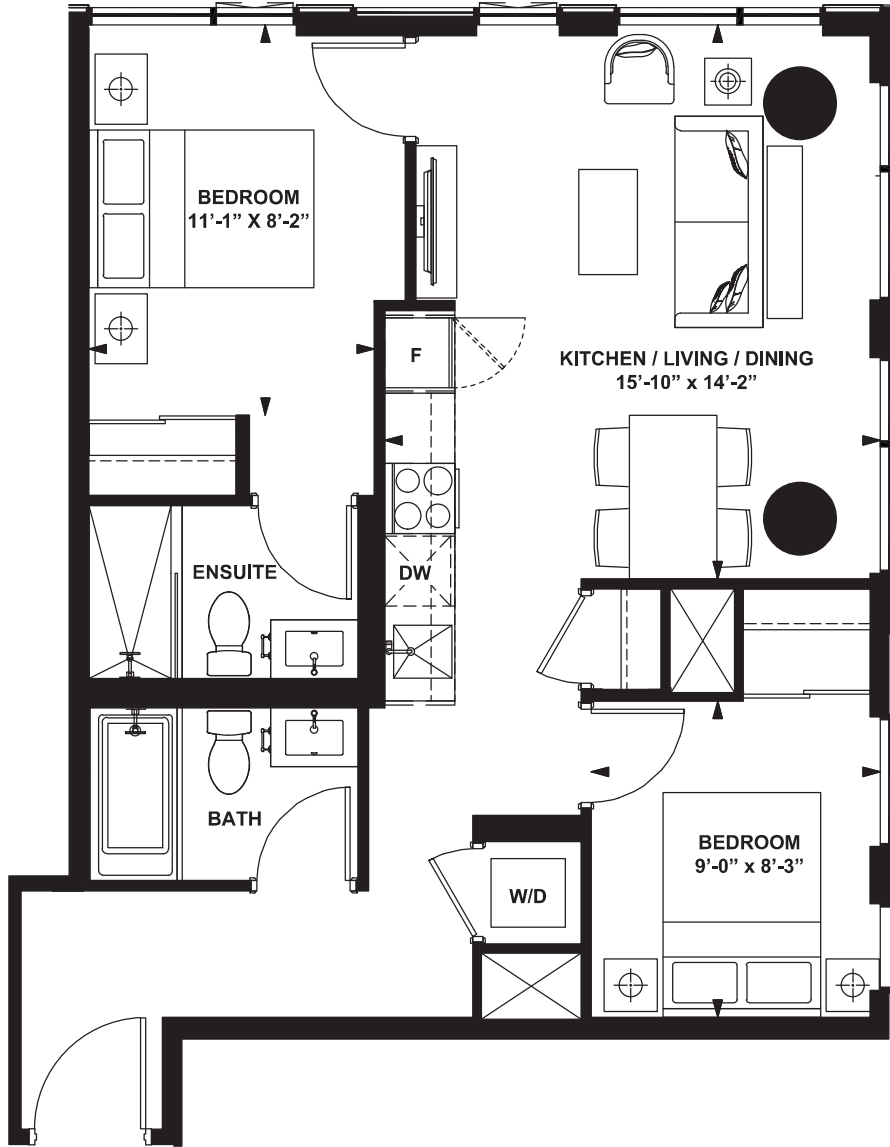 BEDROOM
11’-1” X 8’-2”
F
KITCHEN / LIVING / DINING
15’-10” x 14’-2”
ENSUITE
DW
BATH
BEDROOM
9’-0” x 8’-3”
W/D